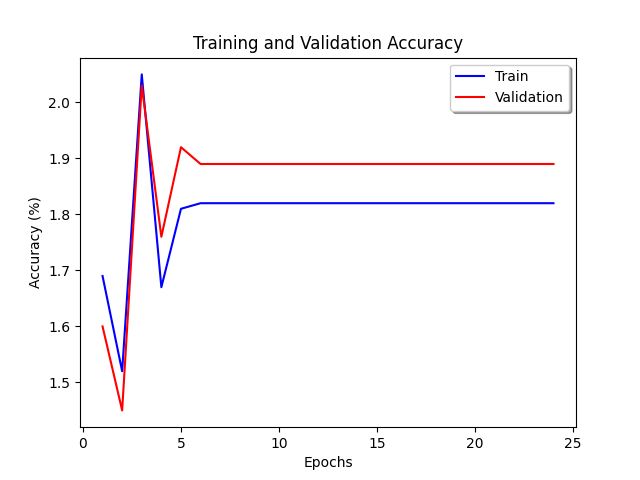 Training and Validation Accuracy
Train
Validation
2.0
1.9
1.8
1.7
1.6
1.5
Accuracy (%)
0
5
10
15
20
25
Epochs